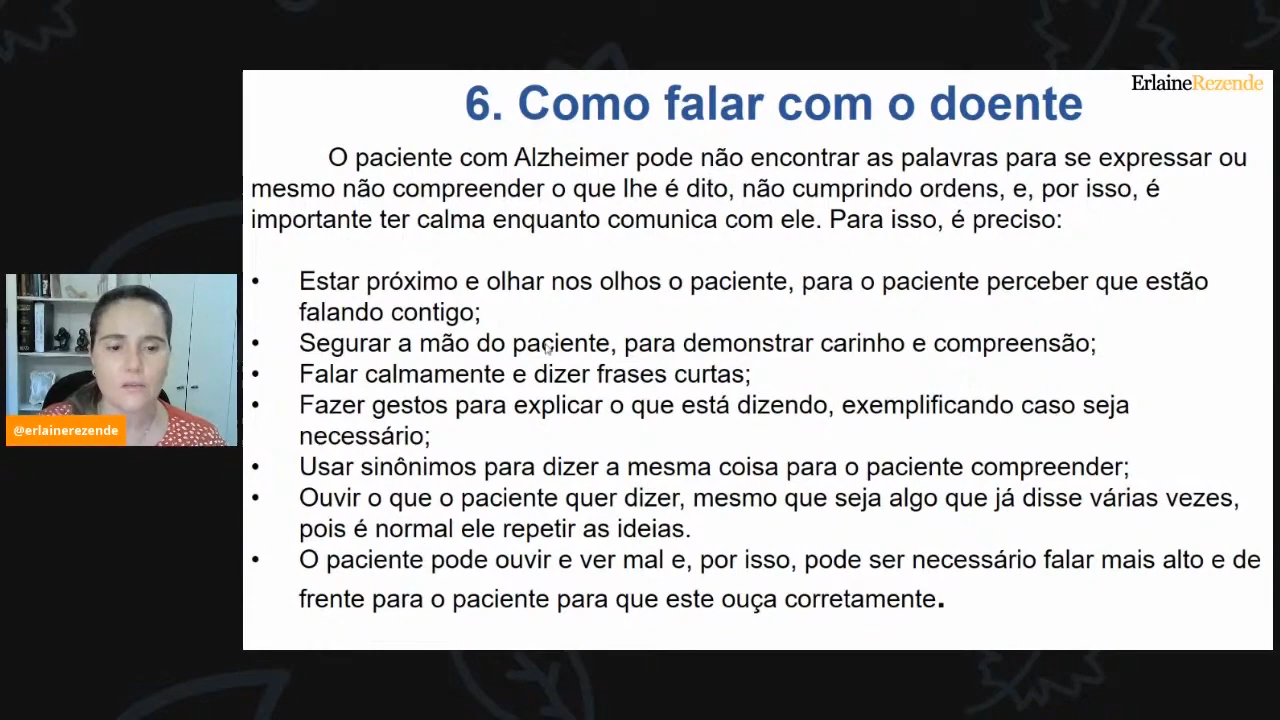 ErlaineRezende
6. Como falar com o doente
O paciente com Alzheimer pode não encontrar as palavras para se expressar ou
mesmo não compreender o que lhe é dito, não cumprindo ordens, e, por isso, é
importante ter calma enquanto comunica com ele. Para isso, é preciso:
• Estar próximo e olhar nos olhos o paciente, para o paciente perceber que estão
falando contigo;
• Segurar a mão do paciente, para demonstrar carinho e compreensão;
• Falar calmamente e dizer frases curtas;
• Fazer gestos para explicar o que está dizendo, exemplificando caso seja
necessário;
• Usar sinônimos para dizer a mesma coisa para o paciente compreender;
• Ouvir o que o paciente quer dizer, mesmo que seja algo que já disse várias vezes,
pois é normal ele repetir as ideias.
• O paciente pode ouvir e ver mal e, por isso, pode ser necessário falar mais alto e de
frente para o paciente para que este ouça corretamente.
@erlainerezende